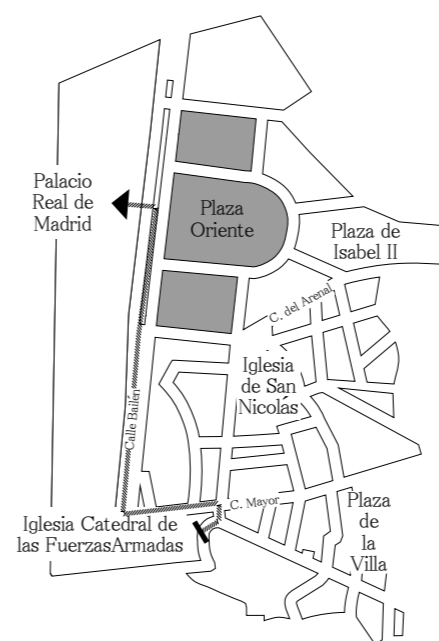 Palacio
Real de
Madrid
Plaza
Oriente
Plaza de
Isabel II
C. del Arenal
Iglesia
de San
Nicolás
Calle Bailén
C. Mayor
Iglesia Catedral de
las FuerzasArmadas
Plaza
de
la
Villa